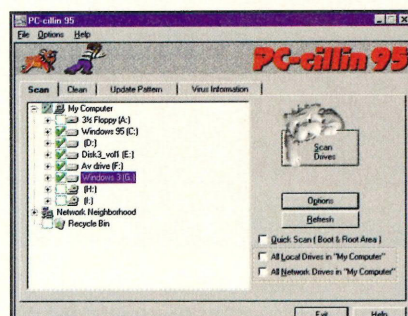 PC-cillin 95
File Options Help
PC-cillin 95
Scan Clean Update Pattern Virus Information
My Computer
3½ Floppy (A:)
Windows 95 (C:)
(D:)
Disk3_vol1 (E:)
Av drive (F:)
Windows 3 (G:)
(H:)
(I:)
Network Neighborhood
Recycle Bin
Scan
Drives
Options
Refresh
Quick Scan ( Boot & Root Area )
All Local Drives in "My Computer"
All Network Drives in "My Computer"
Exit Help